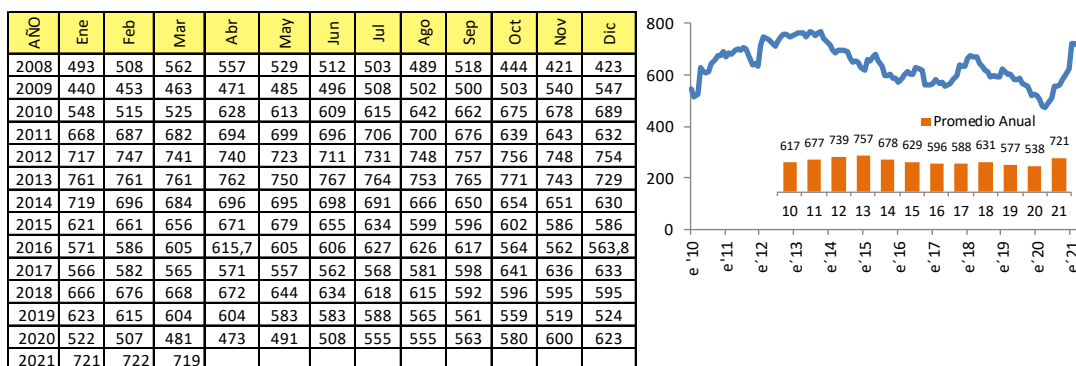 AÑO Ene Feb Mar Abr May Jun Jul Ago Sep Oct Nov Dic
2008 493 508 562 557 529 512 503 489 518 444 421 423
2009 440 453 463 471 485 496 508 502 500 503 540 547
2010 548 515 525 628 613 609 615 642 662 675 678 689
2011 668 687 682 694 699 696 706 700 676 639 643 632
2012 717 747 741 740 723 711 731 748 757 756 748 754
2013 761 761 761 762 750 767 764 753 765 771 743 729
2014 719 696 684 696 695 698 691 666 650 654 651 630
2015 621 661 656 671 679 655 634 599 596 602 586 586
2016 571 586 605 615,7 605 606 627 626 617 564 562 563,8
2017 566 582 565 571 557 562 568 581 598 641 636 633
2018 666 676 668 672 644 634 618 615 592 596 595 595
2019 623 615 604 604 583 583 588 565 561 559 519 524
2020 522 507 481 473 491 508 555 555 563 580 600 623
2021 721 722 719
800
600
400
200
0
Promedio Anual
617 677 739 757 678 629 596 588 631 577 538 721
10 11 12 13 14 15 16 17 18 19 20 21
e ´10 e´11 e´12 e´13 e´14 e´15 e´16 e´17 e´18 e´19 e´20 e´21